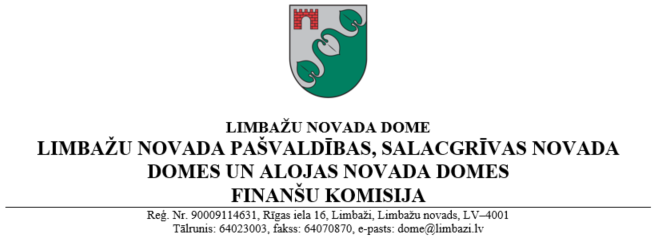 LIMBAŽU NOVADA DOME
LIMBAŽU NOVADA PAŠVALDĪBAS, SALACGRĪVAS NOVADA
DOMES UN ALOJAS NOVADA DOMES
FINANŠU KOMISIJA
Reģ. Nr. 90009114631, Rīgas iela 16, Limbaži, Limbažu novads, LV–4001
Tālrunis: 64023003, fakss: 64070870, e-pasts: dome@limbazi.lv